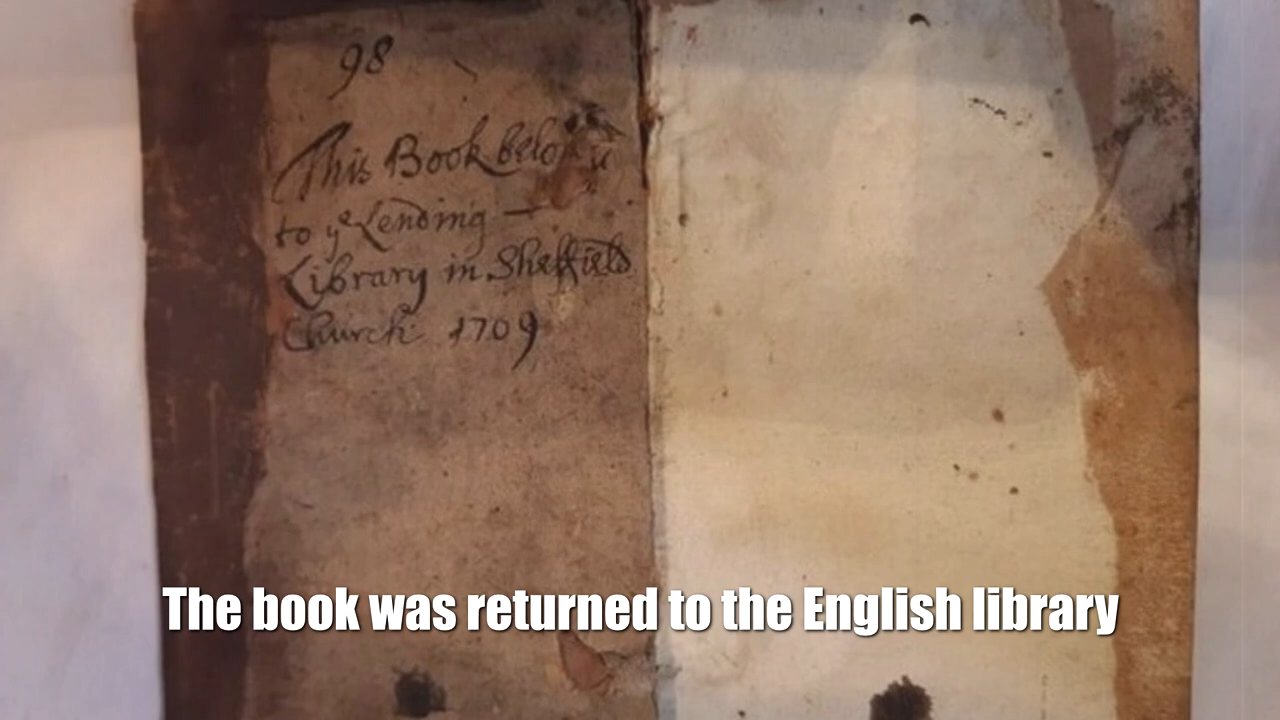 98
This Book
to yᵉ Lending
Library in Sheffield
Church 1709
The book was returned to the English library